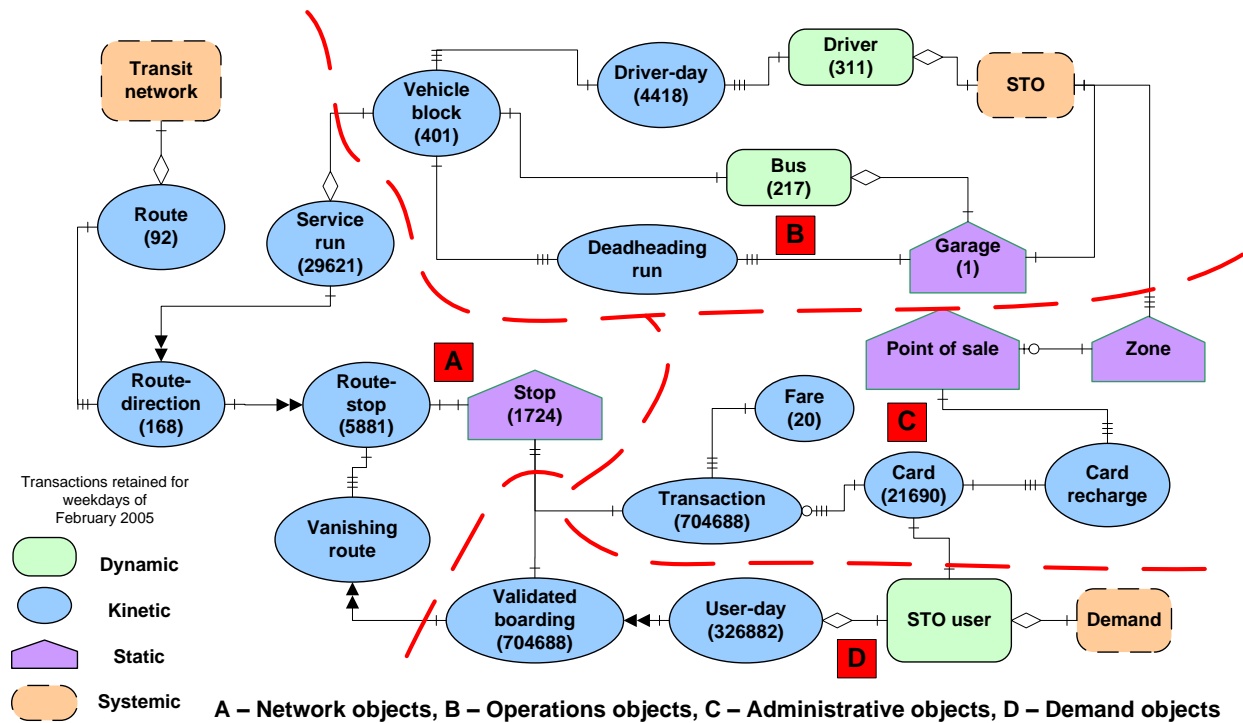 Transit
network
Route
(92)
Service
run
(29621)
Vehicle
block
(401)
Driver-day
(4418)
Driver
(311)
STO
Bus
(217)
B
Deadheading
run
Garage
(1)
Route-
direction
(168)
Route-
stop
(5881)
A
Stop
(1724)
Point of sale
Zone
Fare
(20)
C
Transaction
(704688)
Card
(21690)
Card
recharge
Vanishing
route
Validated
boarding
(704688)
User-day
(326882)
D
STO user
Demand
Transactions retained for
weekdays of
February 2005
Dynamic
Kinetic
Static
Systemic
A – Network objects, B – Operations objects, C – Administrative objects, D – Demand objects